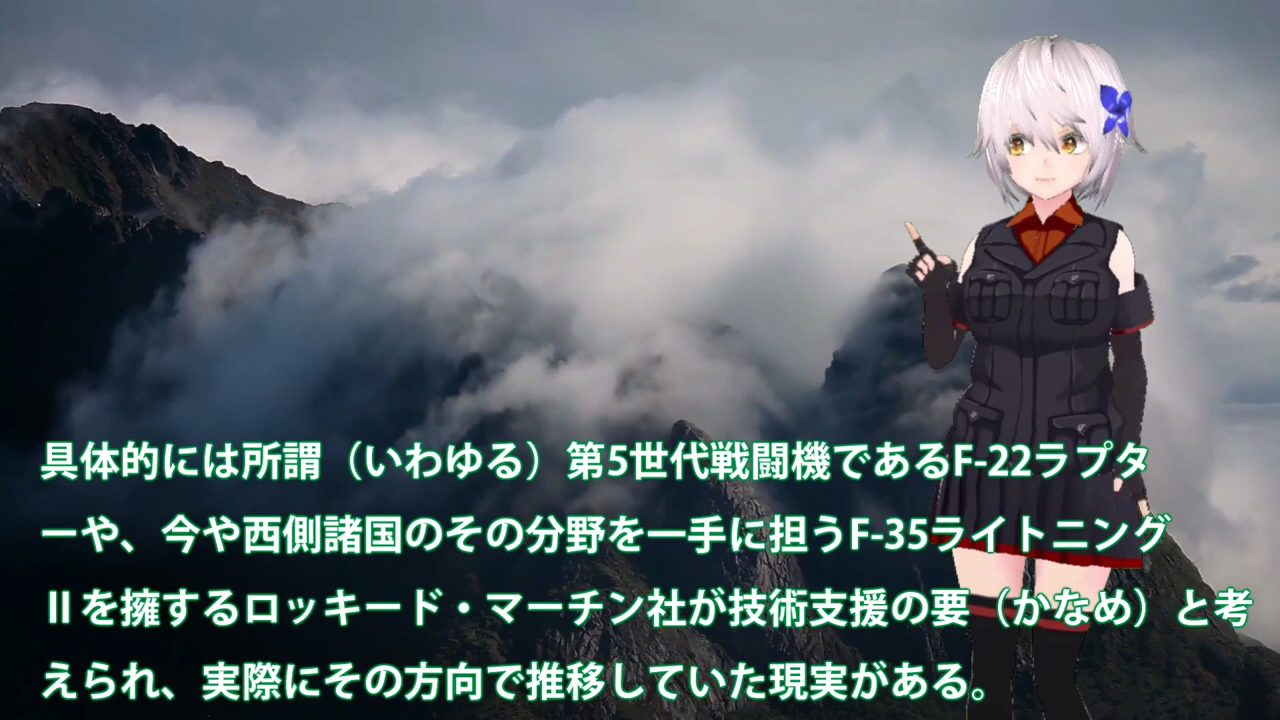 具体的には所謂（いわゆる）第5世代戦闘機であるF-22ラプタ
ーや、今や西側諸国のその分野を一手に担うF-35ライトニング
Ⅱを擁するロッキード・マーチン社が技術支援の要（かなめ）と考
えられ、実際にその方向で推移していた現実がある。